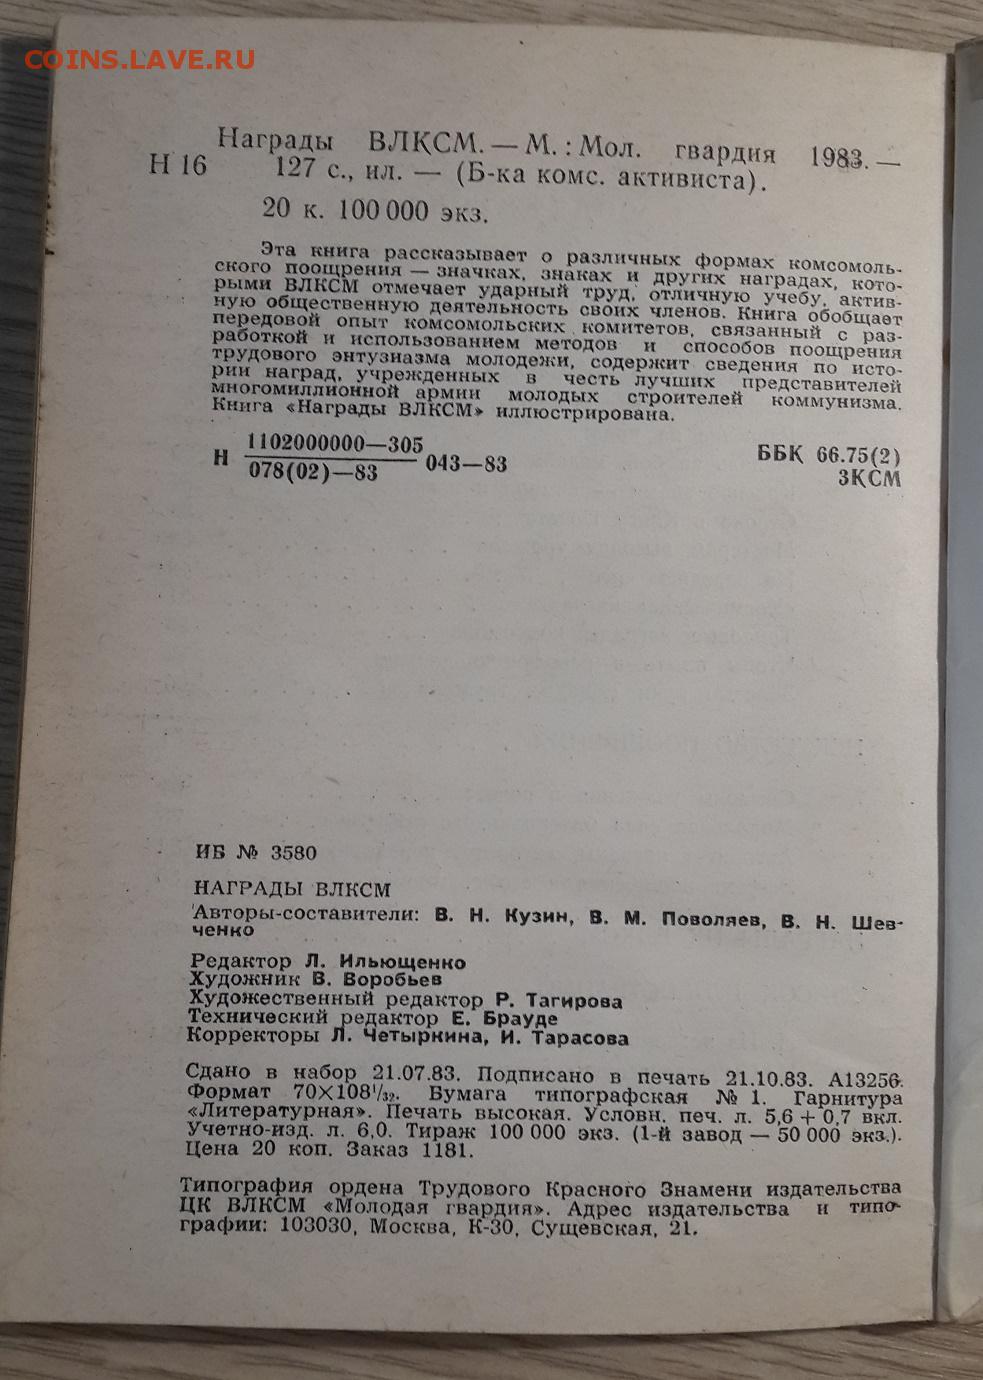 COINS.LAVE.RU
Награды ВЛКСМ. — М. : Мол. гвардия 1983. —
Н 16 127 с., ил. — (Б-ка комс. активиста).
20 к. 100 000 экз.
Эта книга рассказывает о различных формах комсомоль-
ского поощрения — значках, знаках и других наградах, кото-
рыми ВЛКСМ отмечает ударный труд, отличную учебу, актив-
ную общественную деятельность своих членов. Книга обобщает
передовой опыт комсомольских комитетов, связанный с раз-
работкой и использованием методов и способов поощрения
трудового энтузиазма молодежи, содержит сведения по исто-
рии наград, учрежденных в честь лучших представителей
многомиллионной армии молодых строителей коммунизма.
Книга «Награды ВЛКСМ» иллюстрирована.
Н 1102000000—305
078(02)—83 043—83
ББК 66.75(2)
3КСМ
ИБ № 3580
НАГРАДЫ ВЛКСМ
Авторы-составители: В. Н. Кузин, В. М. Поволяев, В. Н. Шев-
ченко
Редактор Л. Ильющенко
Художник В. Воробьев
Художественный редактор Р. Тагирова
Технический редактор Е. Брауде
Корректоры Л. Четыркина, И. Тарасова
Сдано в набор 21.07.83. Подписано в печать 21.10.83. А13256.
Формат 70×108 1/32. Бумага типографская № 1. Гарнитура
«Литературная». Печать высокая. Условн. печ. л. 5,6 + 0,7 вкл.
Учетно-изд. л. 6,0. Тираж 100 000 экз. (1-й завод — 50 000 экз.).
Цена 20 коп. Заказ 1181.
Типография ордена Трудового Красного Знамени издательства
ЦК ВЛКСМ «Молодая гвардия». Адрес издательства и типо-
графии: 103030, Москва, К-30, Сущевская, 21.